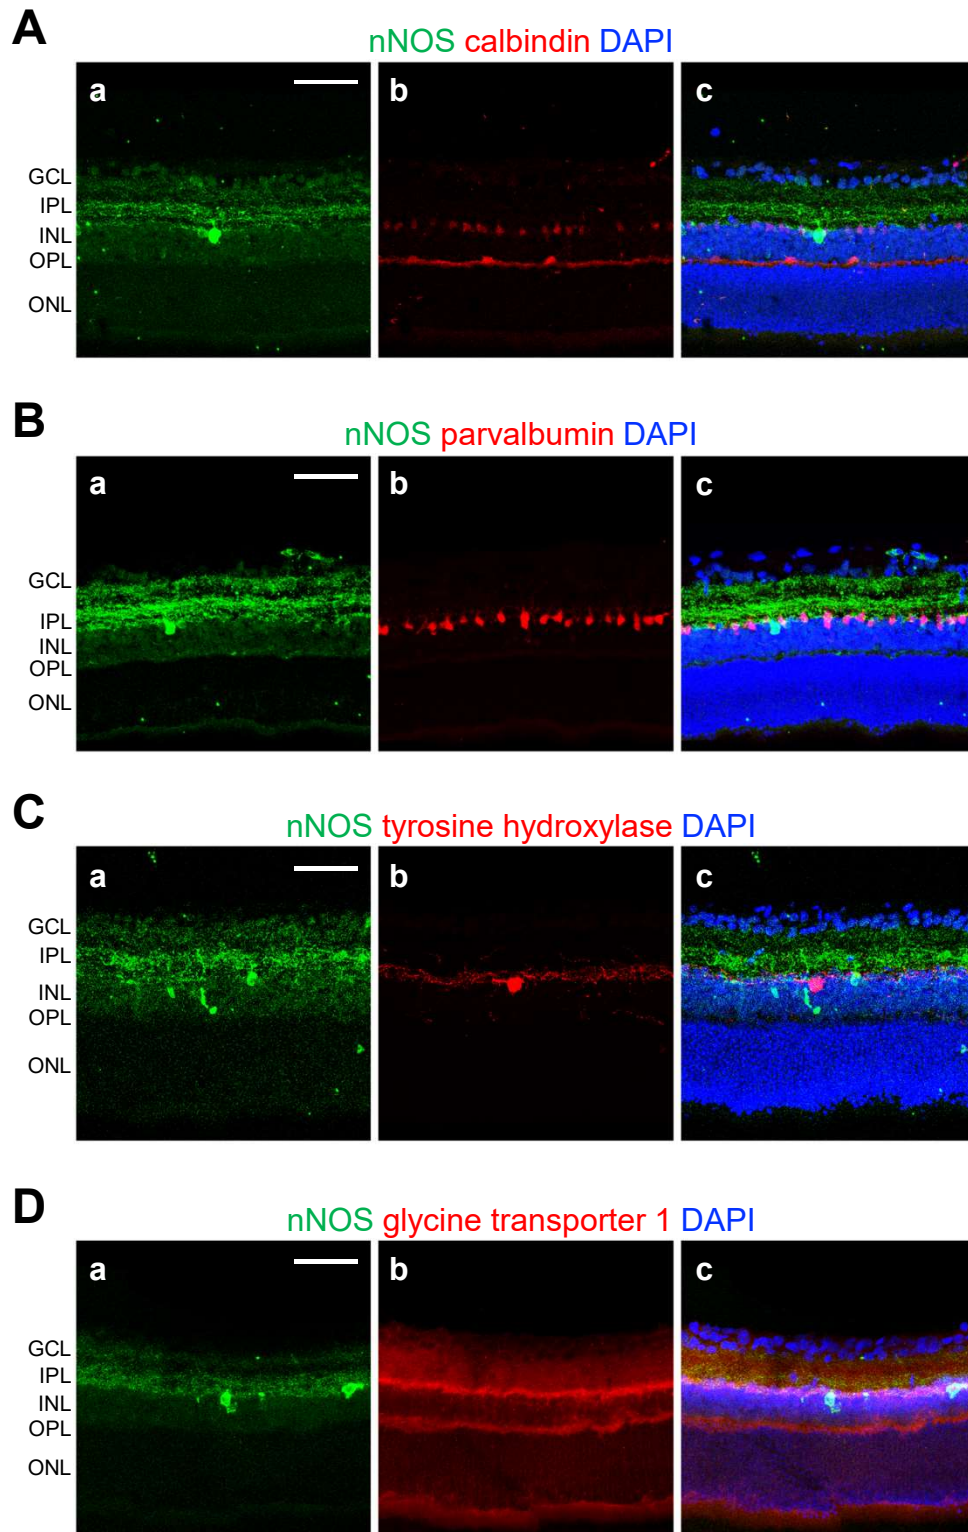 A
nNOS calbindin DAPI
a
b
c
GCL
IPL
INL
OPL
ONL
B
nNOS parvalbumin DAPI
a
b
c
GCL
IPL
INL
OPL
ONL
C
nNOS tyrosine hydroxylase DAPI
a
b
c
GCL
IPL
INL
OPL
ONL
D
nNOS glycine transporter 1 DAPI
a
b
c
GCL
IPL
INL
OPL
ONL